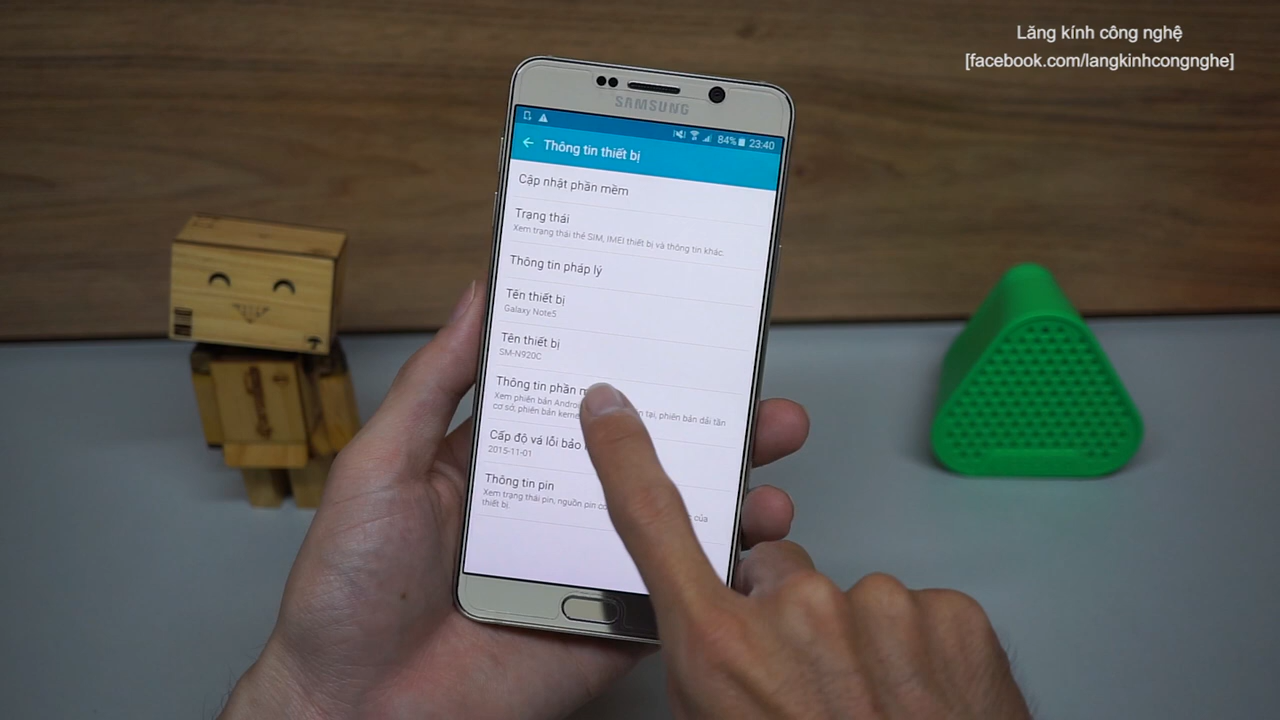 Lăng kính công nghệ
[facebook.com/langkinhcongnghe]
SAMSUNG
84% 23:40
Thông tin thiết bị
Cập nhật phần mềm
Trạng thái
Xem trạng thái thẻ SIM, IMEI thiết bị và thông tin khác.
Thông tin pháp lý
Tên thiết bị
Galaxy Note5
Tên thiết bị
SM-N920C
Thông tin phần
Xem phiên bản tại, phiên bản dải tần
cơ sở, phiên bản
Cấp độ vá lỗi bảo
2015-11-01
Thông tin pin
Xem trạng thái pin, nguồn pin của
thiết bị.